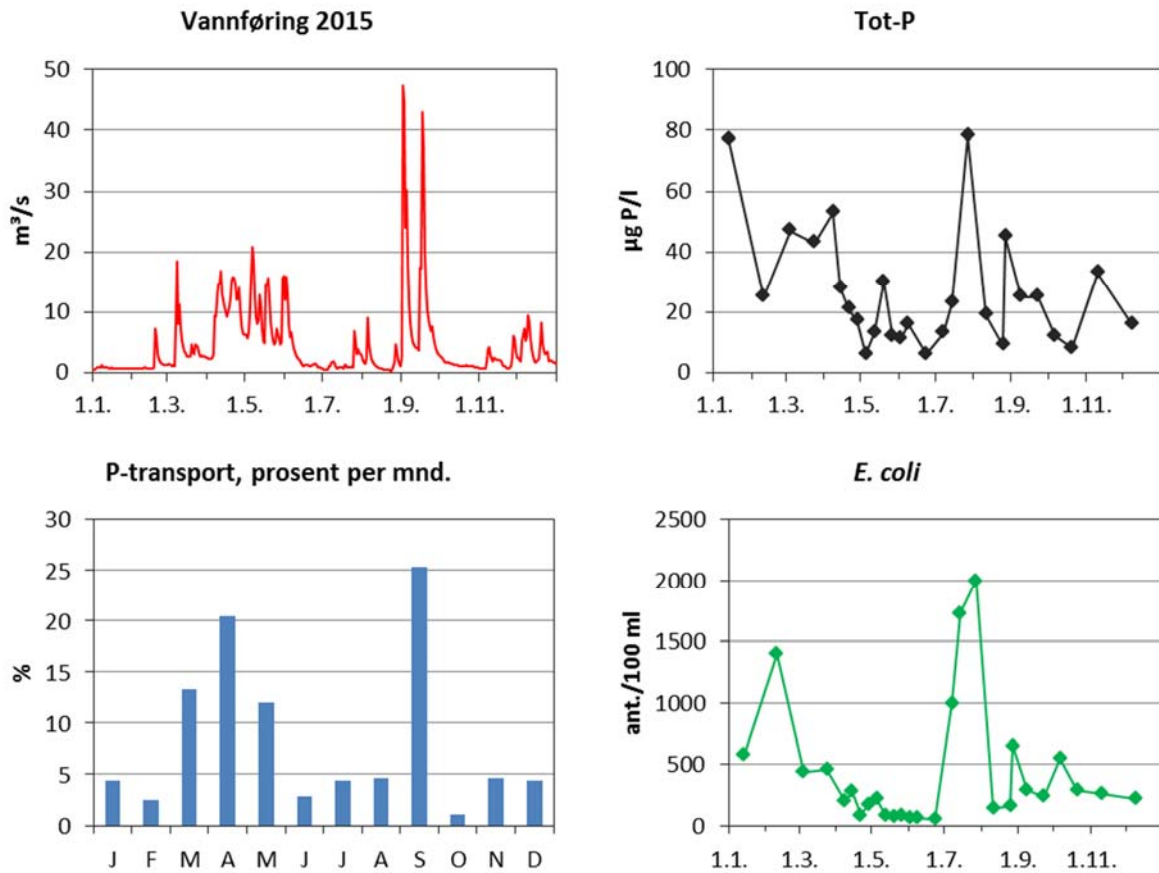 Vannføring 2015
50
40
30
20
10
0
m³/s
1.1. 1.3. 1.5. 1.7. 1.9. 1.11.
Tot-P
100
80
60
40
20
0
µg P/l
1.1. 1.3. 1.5. 1.7. 1.9. 1.11.
P-transport, prosent per mnd.
30
25
20
15
10
5
0
%
J F M A M J J A S O N D
E. coli
2500
2000
1500
1000
500
0
ant./100 ml
1.1. 1.3. 1.5. 1.7. 1.9. 1.11.